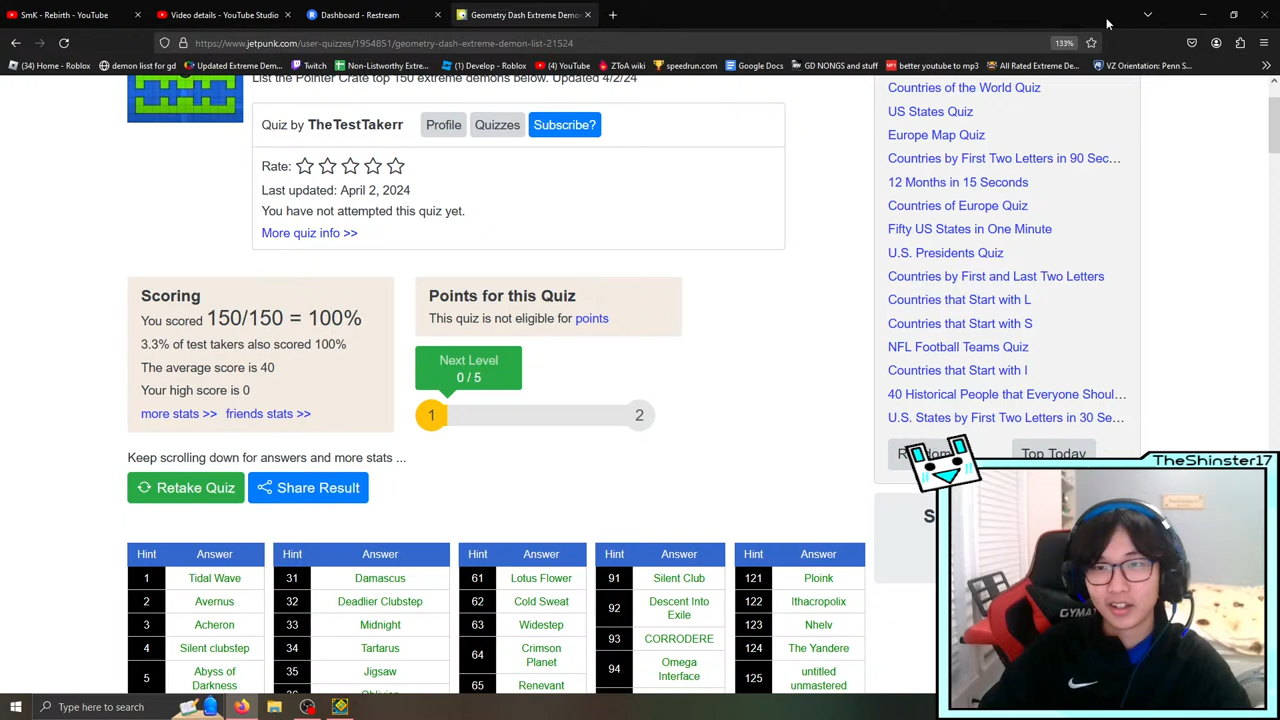 SmK - Rebirth - YouTube
Video details - YouTube Studio
Dashboard - Restream
Geometry Dash Extreme Demon
https://www.jetpunk.com/user-quizzes/1954851/geometry-dash-extreme-demon-list-21524
133%
(34) Home - Roblox
demon lisst for gd
Updated Extreme Dem...
Twitch
Non-Listworthy Extre...
(1) Develop - Roblox
YouTube
ZToA wiki
speedrun.com
Google Docs
GD NONGS and stuff
better youtube to mp3
All Rated Extreme De...
VZ Orientation: Penn S...
List the Pointer Crate top 150 extreme demons below. Updated 4/2/24
Quiz by TheTestTakerr
Profile
Quizzes
Subscribe?
Rate:
Last updated: April 2, 2024
You have not attempted this quiz yet.
More quiz info >>
Scoring
You scored 150/150 = 100%
3.3% of test takers also scored 100%
The average score is 40
Your high score is 0
more stats >>
friends stats >>
Points for this Quiz
This quiz is not eligible for points
Next Level
0 / 5
1
2
Keep scrolling down for answers and more stats ...
Retake Quiz
Share Result
Countries of the World Quiz
US States Quiz
Europe Map Quiz
Countries by First Two Letters in 90 Sec...
12 Months in 15 Seconds
Countries of Europe Quiz
Fifty US States in One Minute
U.S. Presidents Quiz
Countries by First and Last Two Letters
Countries that Start with L
Countries that Start with S
NFL Football Teams Quiz
Countries that Start with I
40 Historical People that Everyone Shoul...
U.S. States by First Two Letters in 30 Se...
Top Today
TheShinster17
Hint Answer Hint Answer Hint Answer Hint Answer Hint Answer
1 Tidal Wave
2 Avernus
3 Acheron
4 Silent clubstep
5 Abyss of
Darkness
31 Damascus
32 Deadlier Clubstep
33 Midnight
34 Tartarus
35 Jigsaw
61 Lotus Flower
62 Cold Sweat
63 Widestep
64 Crimson
Planet
65 Renevant
91 Silent Club
92 Descent Into
Exile
93 CORRODERE
94 Omega
Interface
121 Ploink
122 Ithacropolix
123 Nhelv
124 The Yandere
125 untitled
unmastered
Type here to search